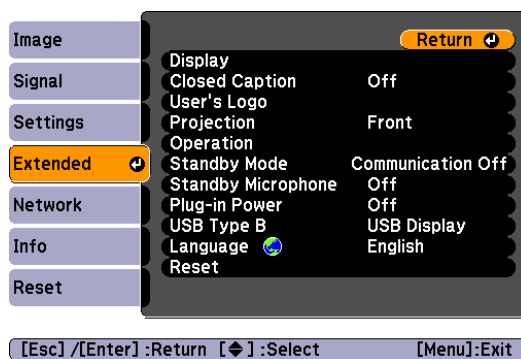 Image
Signal
Settings
Extended
Network
Info
Reset
Return
Display
Closed Caption Off
User's Logo
Projection Front
Operation
Standby Mode Communication Off
Standby Microphone Off
Plug-in Power Off
USB Type B USB Display
Language English
Reset
[Esc] /[Enter] :Return [◆] :Select [Menu]:Exit